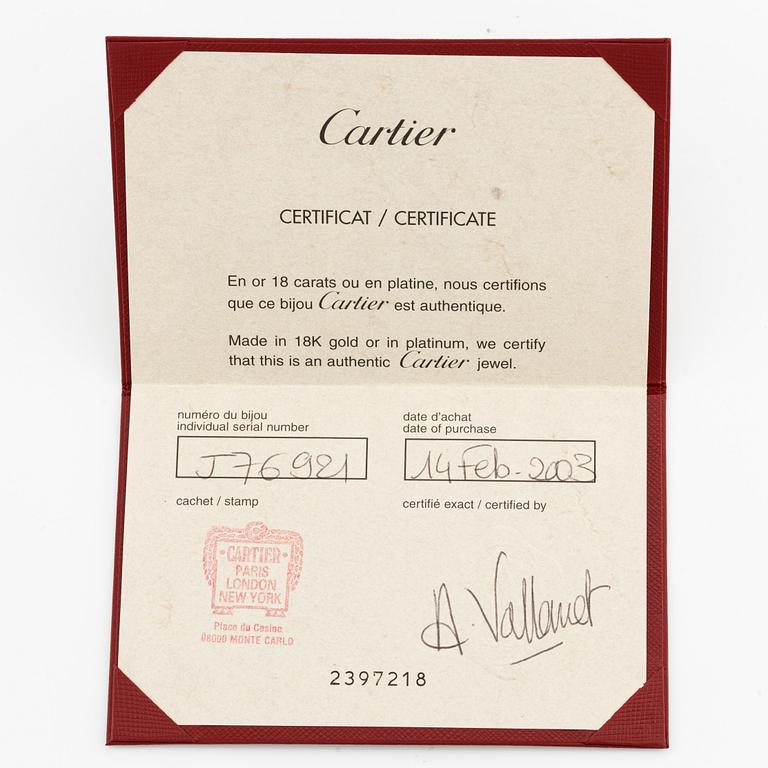 Cartier
CERTIFICAT / CERTIFICATE
En or 18 carats ou en platine, nous certifions
que ce bijou Cartier est authentique.
Made in 18K gold or in platinum, we certify
that this is an authentic Cartier jewel.
numéro du bijou
individual serial number
J76921
date d'achat
date of purchase
14 Feb - 2003
cachet / stamp
certifié exact / certified by
CARTIER
PARIS
LONDON
NEW YORK
Place du Casino
98000 MONTE CARLO
A.
2397218